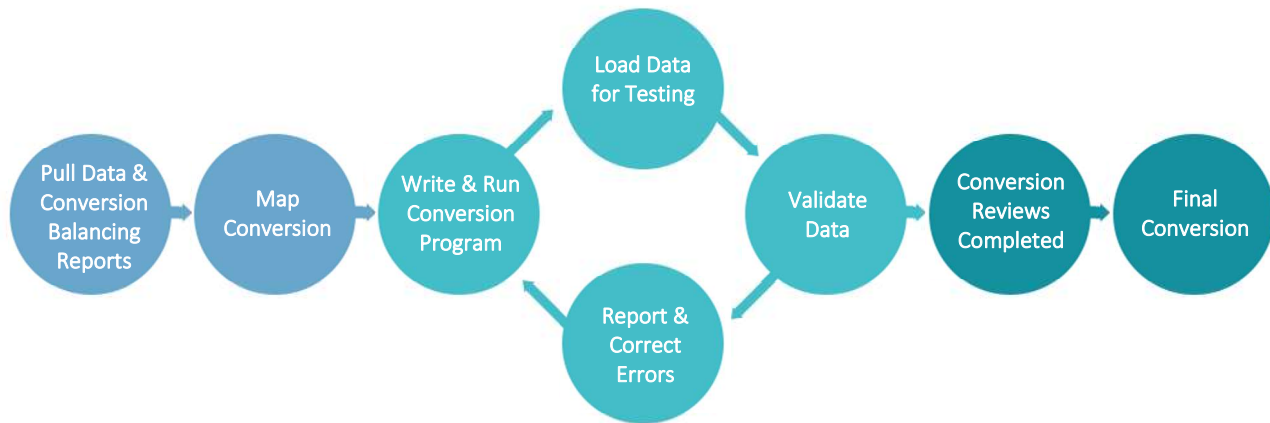 Pull Data &
Conversion
Balancing
Reports
Map
Conversion
Write & Run
Conversion
Program
Load Data
for Testing
Validate
Data
Report &
Correct
Errors
Conversion
Reviews
Completed
Final
Conversion